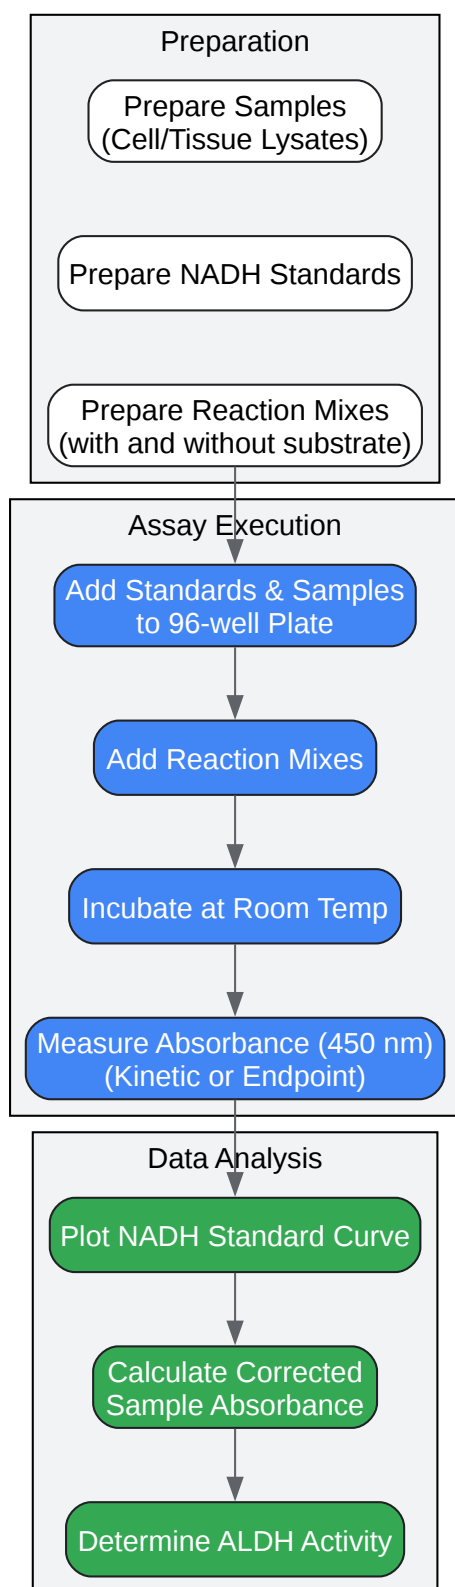 Preparation
Prepare Samples
(Cell/Tissue Lysates)
Prepare NADH Standards
Prepare Reaction Mixes
(with and without substrate)
Assay Execution
Add Standards & Samples
to 96-well Plate
Add Reaction Mixes
Incubate at Room Temp
Measure Absorbance (450 nm)
(Kinetic or Endpoint)
Data Analysis
Plot NADH Standard Curve
Calculate Corrected
Sample Absorbance
Determine ALDH Activity